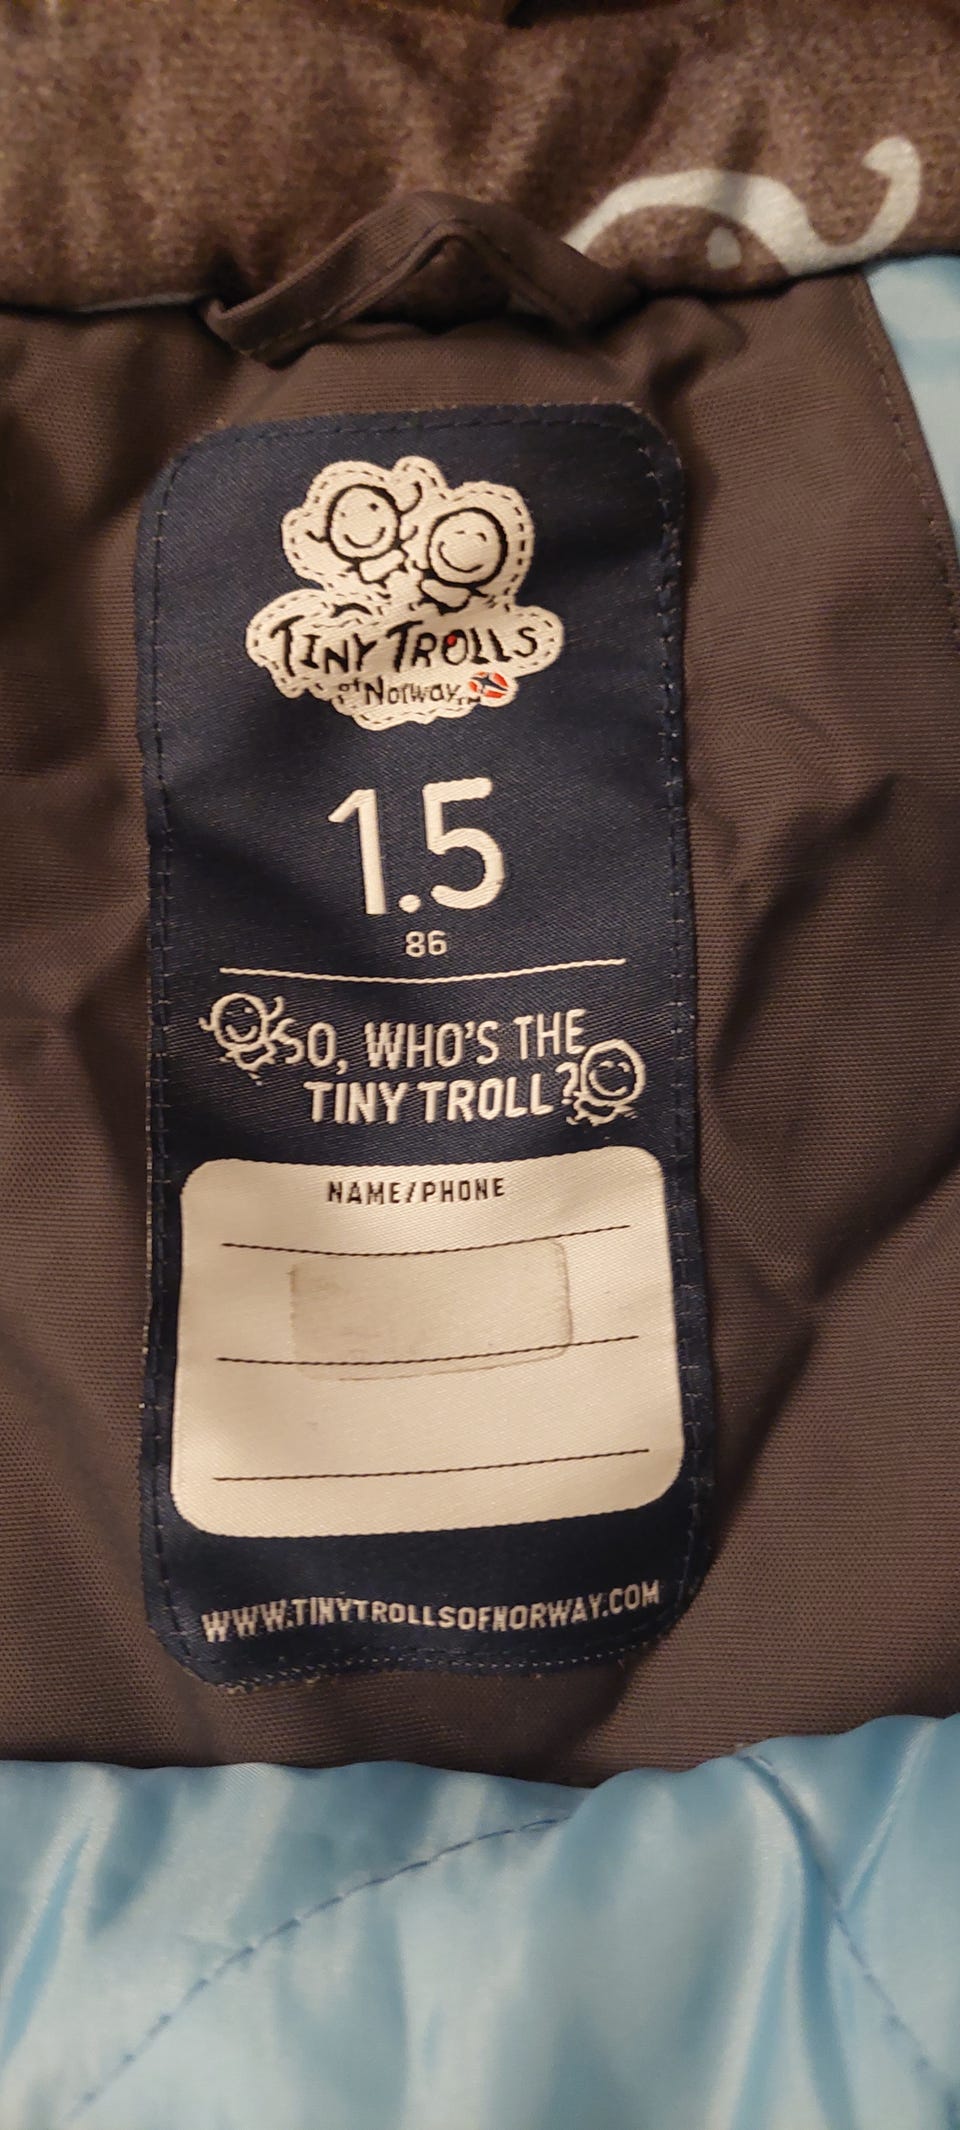 TINY TROLLS
of Norway
1.5
86
SO, WHO'S THE
TINY TROLL?
NAME/PHONE
WWW.TINYTROLLSOFNORWAY.COM